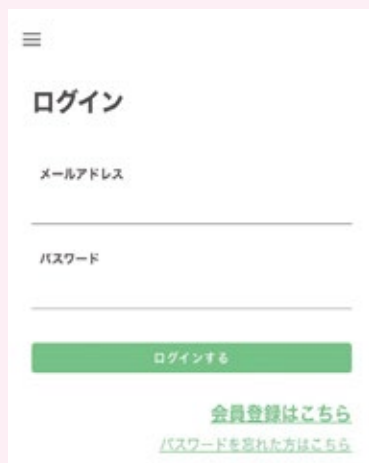 ログイン
メールアドレス
パスワード
ログインする
会員登録はこちら
パスワードを忘れた方はこちら